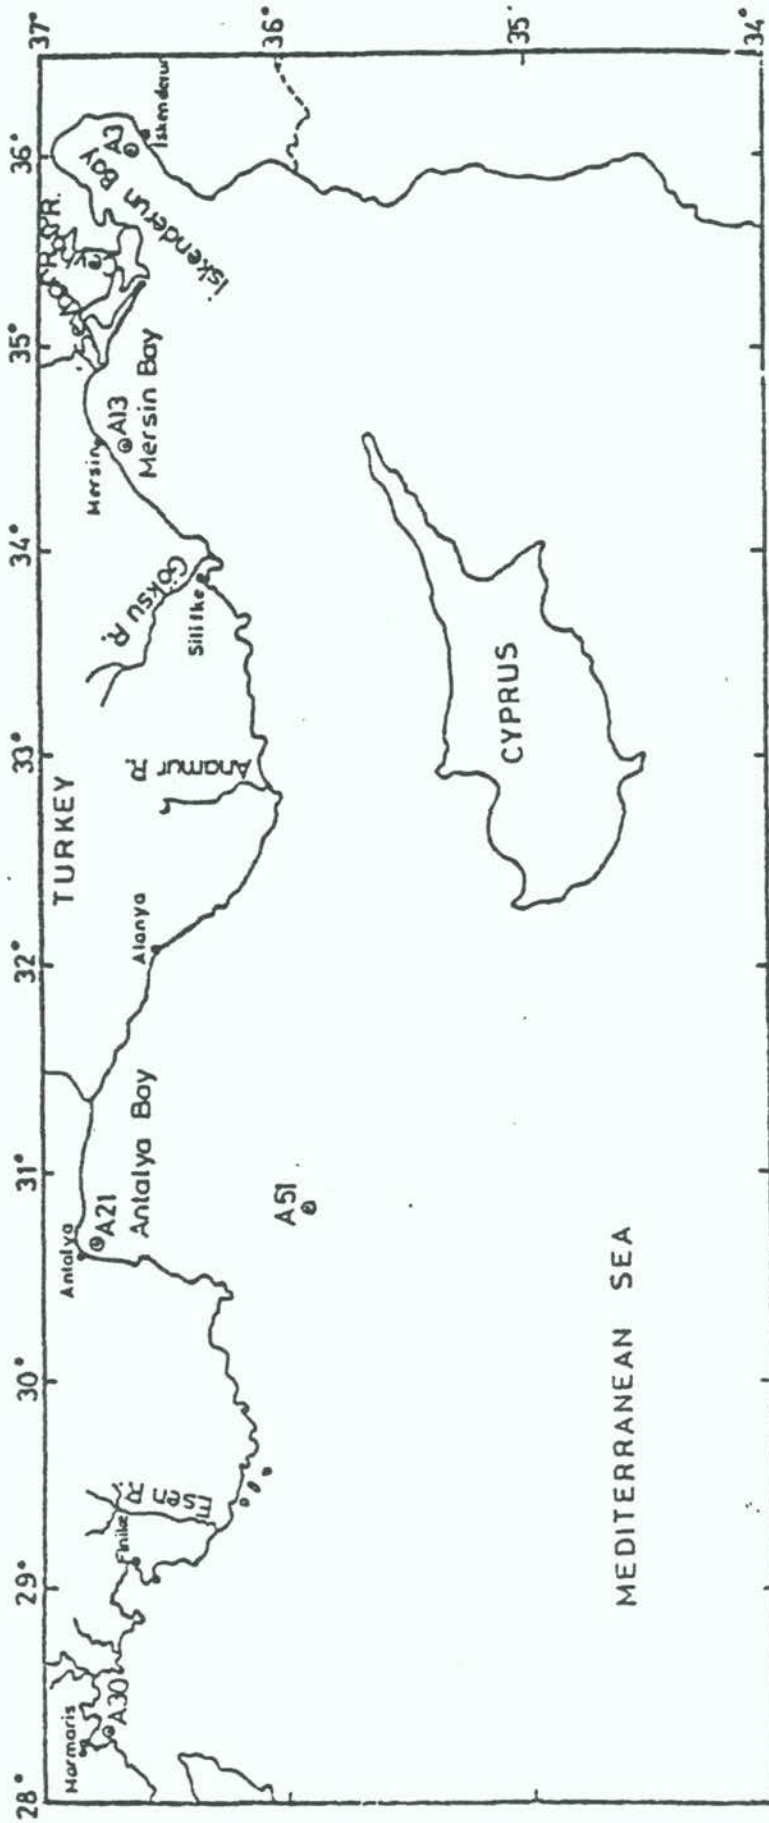 28°
29°
30°
31°
32°
33°
34°
35°
36°
37°
36°
35°
34°
Marmaris
A30
Finike
Esen
R.
Antalya
A21
Antalya Bay
A51
Alanya
TURKEY
Anamur R.
Göksu R.
Silifke
Mersin
A13
Mersin Bay
R.
R.
İskenderun Bay
A3
İskenderun
CYPRUS
MEDITERRANEAN SEA